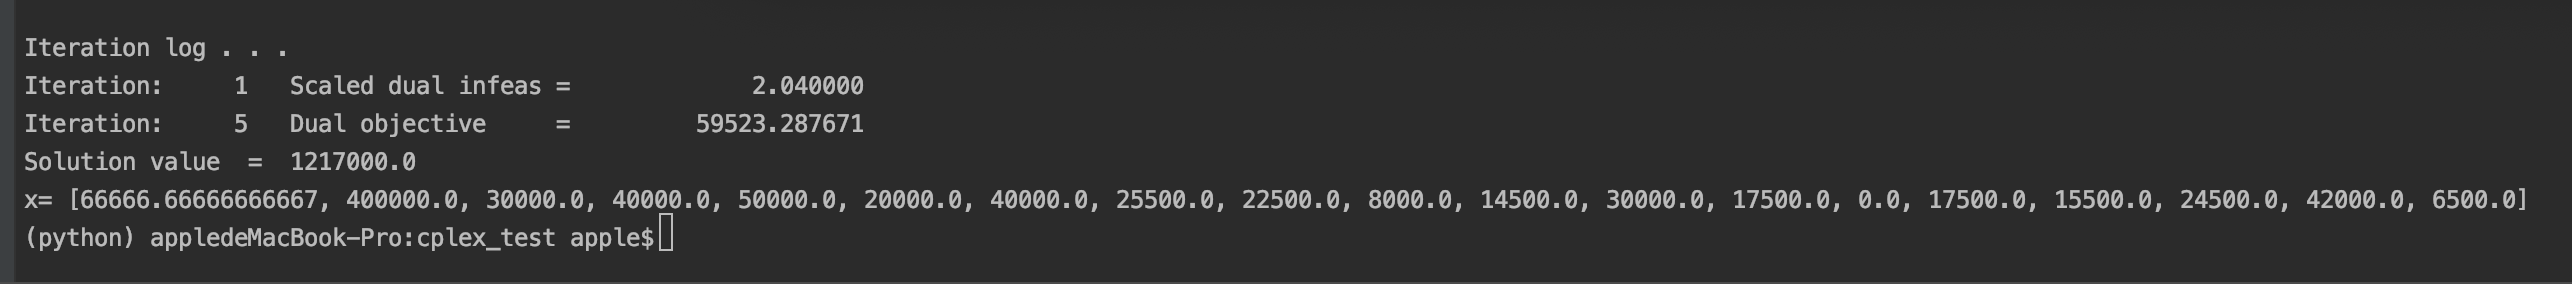 Iteration log . . .
Iteration: 1 Scaled dual infeas = 2.040000
Iteration: 5 Dual objective = 59523.287671
Solution value = 1217000.0
x= [66666.66666666667, 400000.0, 30000.0, 40000.0, 50000.0, 20000.0, 40000.0, 25500.0, 22500.0, 8000.0, 14500.0, 30000.0, 17500.0, 0.0, 17500.0, 15500.0, 24500.0, 42000.0, 6500.0]
(python) appledeMacBook-Pro:cplex_test apple$